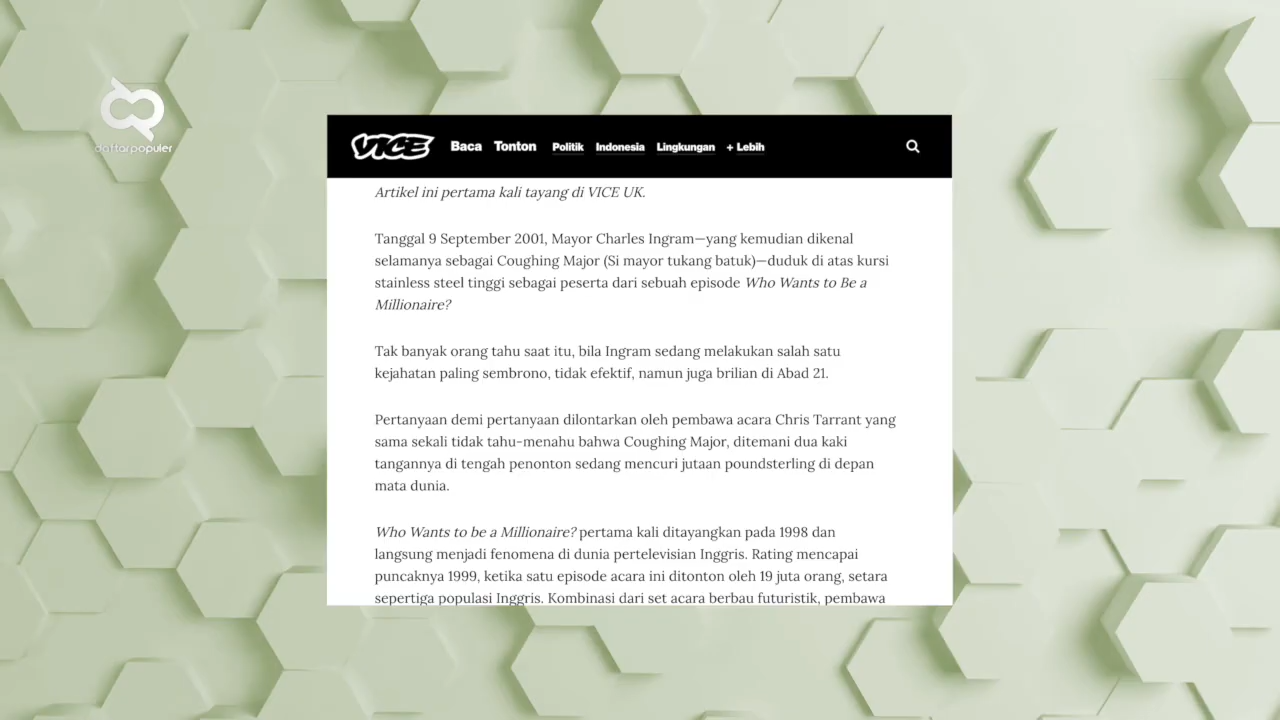 daftarpopuler
VICE Baca Tonton Politik Indonesia Lingkungan + Lebih
Artikel ini pertama kali tayang di VICE UK.
Tanggal 9 September 2001, Mayor Charles Ingram—yang kemudian dikenal
selamanya sebagai Coughing Major (Si mayor tukang batuk)—duduk di atas kursi
stainless steel tinggi sebagai peserta dari sebuah episode Who Wants to Be a
Millionaire?
Tak banyak orang tahu saat itu, bila Ingram sedang melakukan salah satu
kejahatan paling sembrono, tidak efektif, namun juga brilian di Abad 21.
Pertanyaan demi pertanyaan dilontarkan oleh pembawa acara Chris Tarrant yang
sama sekali tidak tahu-menahu bahwa Coughing Major, ditemani dua kaki
tangannya di tengah penonton sedang mencuri jutaan poundsterling di depan
mata dunia.
Who Wants to be a Millionaire? pertama kali ditayangkan pada 1998 dan
langsung menjadi fenomena di dunia pertelevisian Inggris. Rating mencapai
puncaknya 1999, ketika satu episode acara ini ditonton oleh 19 juta orang, setara
sepertiga populasi Inggris. Kombinasi dari set acara berbau futuristik, pembawa